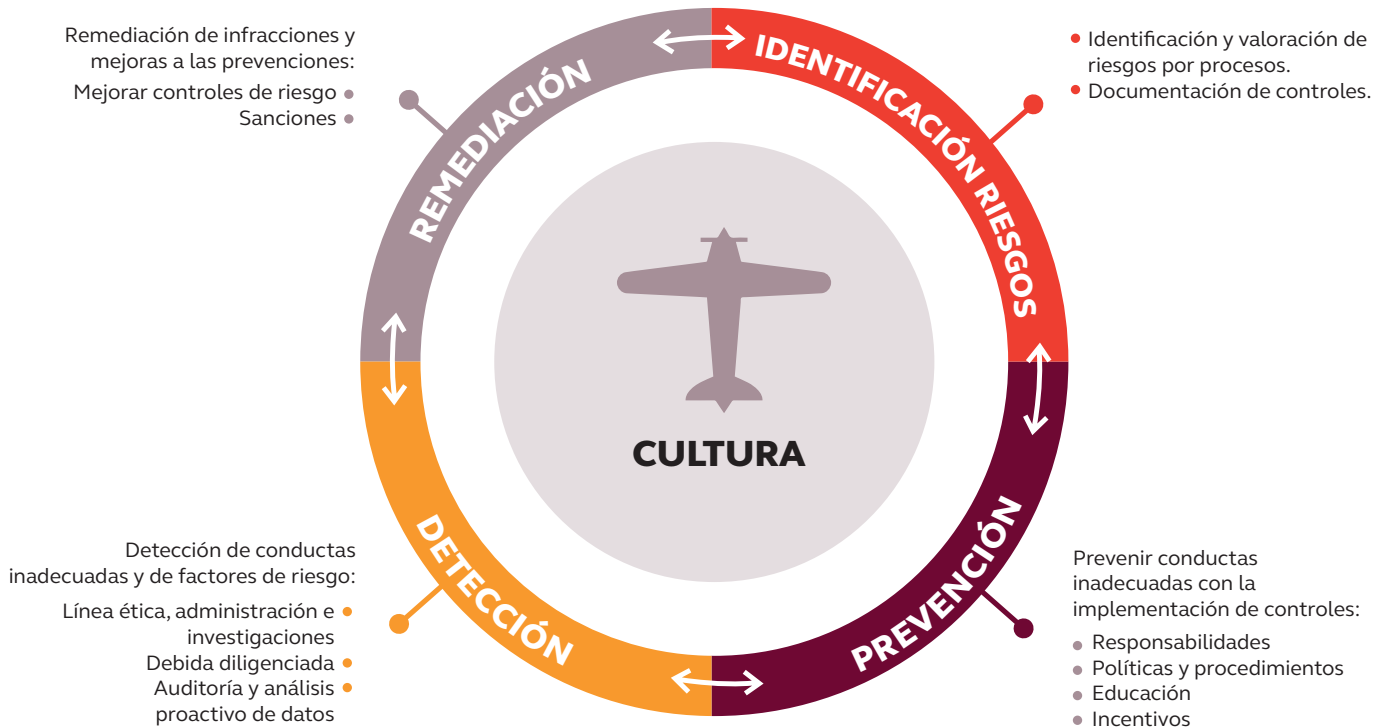 Remediación de infracciones y
mejoras a las prevenciones:
Mejorar controles de riesgo
Sanciones
REMEDIACIÓN
IDENTIFICACIÓN RIESGOS
Identificación y valoración de
riesgos por procesos.
Documentación de controles.
CULTURA
DETECCIÓN
Detección de conductas
inadecuadas y de factores de riesgo:
Línea ética, administración e
investigaciones
Debida diligenciada
Auditoría y análisis
proactivo de datos
PREVENCIÓN
Prevenir conductas
inadecuadas con la
implementación de controles:
Responsabilidades
Políticas y procedimientos
Educación
Incentivos